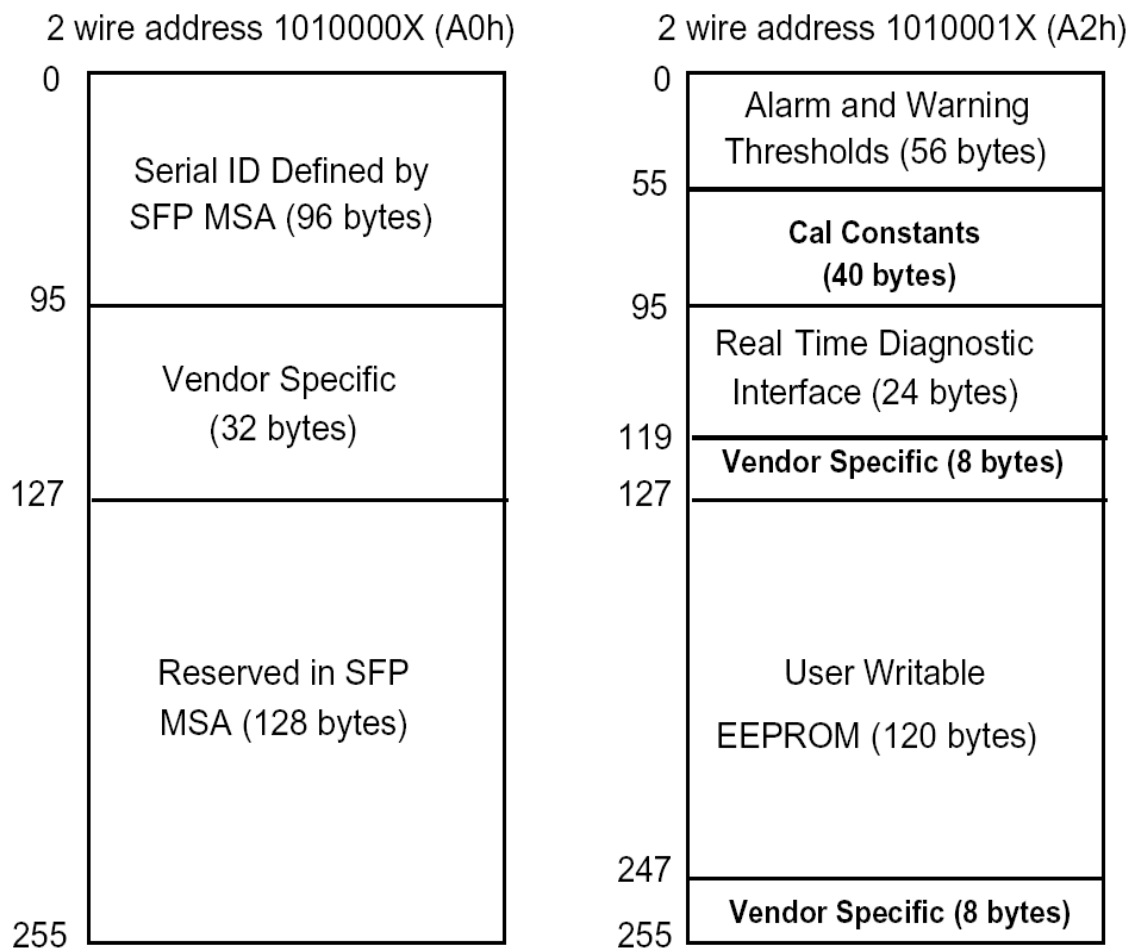 2 wire address 1010000X (A0h)
0
Serial ID Defined by
SFP MSA (96 bytes)
95
Vendor Specific
(32 bytes)
127
Reserved in SFP
MSA (128 bytes)
255
2 wire address 1010001X (A2h)
0
Alarm and Warning
Thresholds (56 bytes)
55
Cal Constants
(40 bytes)
95
Real Time Diagnostic
Interface (24 bytes)
119
Vendor Specific (8 bytes)
127
User Writable
EEPROM (120 bytes)
247
Vendor Specific (8 bytes)
255